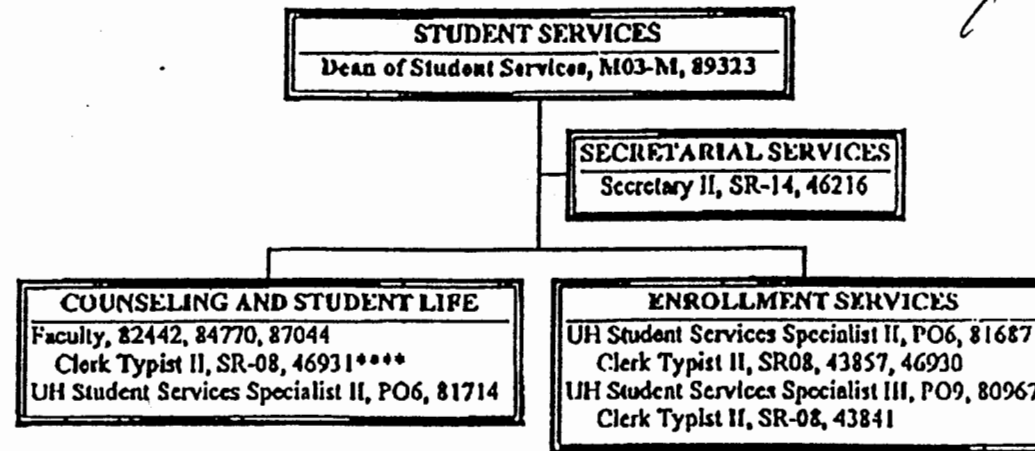 STUDENT SERVICES
Dean of Student Services, M03-M, 89323
SECRETARIAL SERVICES
Secretary II, SR-14, 46216
COUNSELING AND STUDENT LIFE
Faculty, 82442, 84770, 87044
Clerk Typist II, SR-08, 46931****
UH Student Services Specialist II, PO6, 81714
ENROLLMENT SERVICES
UH Student Services Specialist II, PO6, 81687
Clerk Typist II, SR08, 43857, 46930
UH Student Services Specialist III, PO9, 80967
Clerk Typist II, SR-08, 43841